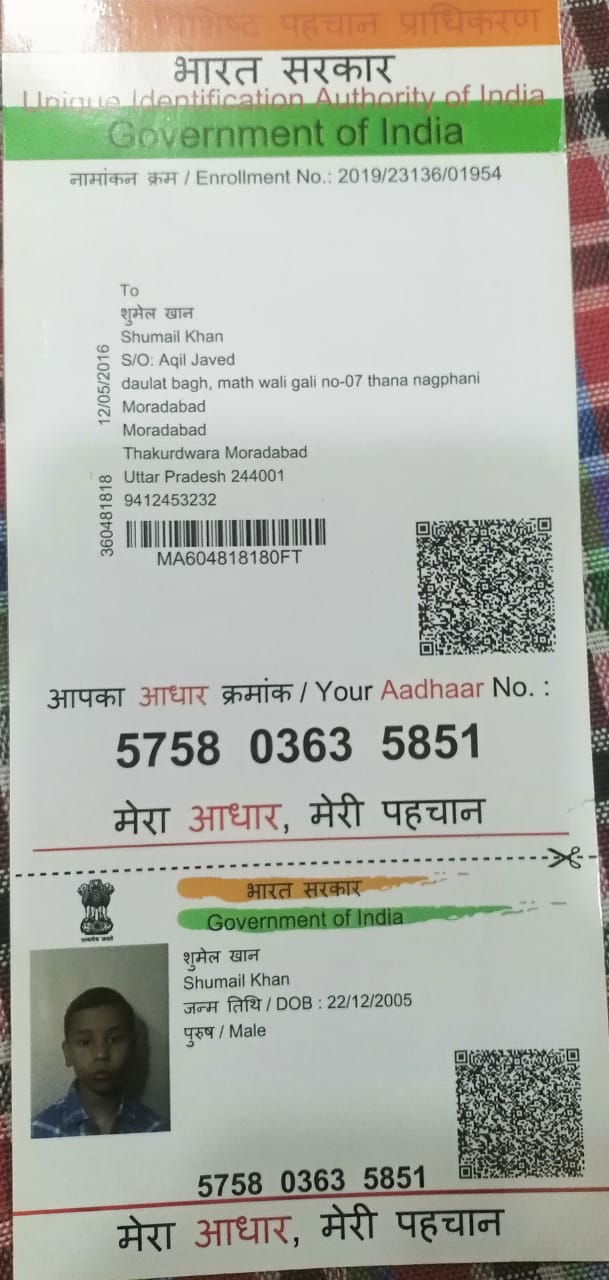 विशिष्ट पहचान प्राधिकरण
भारत सरकार
Unique Identification Authority of India
Government of India
नामांकन क्रम / Enrollment No.: 2019/23136/01954
To
शुमेल खान
Shumail Khan
S/O: Aqil Javed
daulat bagh, math wali gali no-07 thana nagphani
Moradabad
Moradabad
Thakurdwara Moradabad
Uttar Pradesh 244001
9412453232
12/05/2016
360481818
MA604818180FT
आपका आधार क्रमांक / Your Aadhaar No. :
5758 0363 5851
मेरा आधार, मेरी पहचान
भारत सरकार
Government of India
सत्यमेव जयते
शुमेल खान
Shumail Khan
जन्म तिथि / DOB : 22/12/2005
पुरुष / Male
5758 0363 5851
मेरा आधार, मेरी पहचान